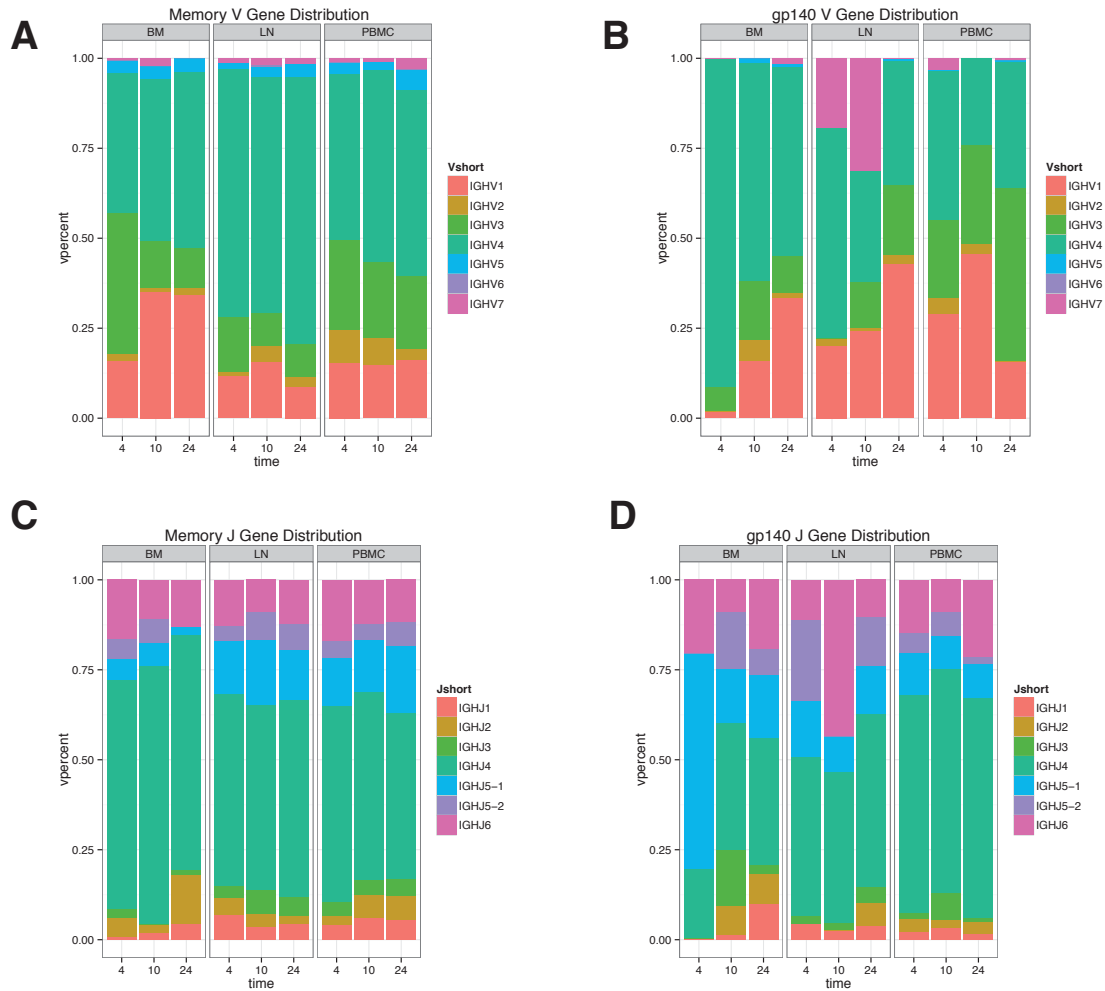 A
Memory V Gene Distribution
BM LN PBMC
1.00
0.75
0.50
0.25
0.00
vpercent
4 10 24 4 10 24 4 10 24
time
Vshort
IGHV1
IGHV2
IGHV3
IGHV4
IGHV5
IGHV6
IGHV7
B
gp140 V Gene Distribution
BM LN PBMC
1.00
0.75
0.50
0.25
0.00
vpercent
4 10 24 4 10 24 4 10 24
time
Vshort
IGHV1
IGHV2
IGHV3
IGHV4
IGHV5
IGHV6
IGHV7
C
Memory J Gene Distribution
BM LN PBMC
1.00
0.75
0.50
0.25
0.00
vpercent
4 10 24 4 10 24 4 10 24
time
Jshort
IGHJ1
IGHJ2
IGHJ3
IGHJ4
IGHJ5-1
IGHJ5-2
IGHJ6
D
gp140 J Gene Distribution
BM LN PBMC
1.00
0.75
0.50
0.25
0.00
vpercent
4 10 24 4 10 24 4 10 24
time
Jshort
IGHJ1
IGHJ2
IGHJ3
IGHJ4
IGHJ5-1
IGHJ5-2
IGHJ6